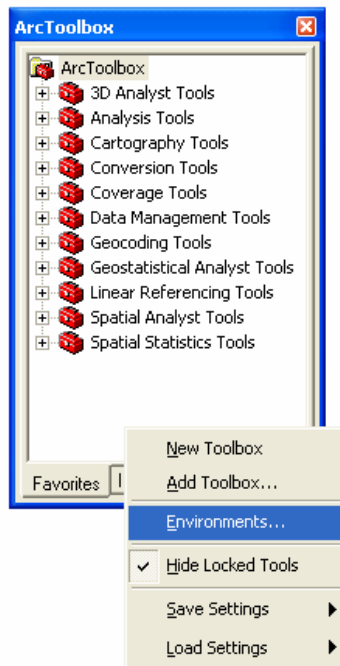 ArcToolbox
ArcToolbox
3D Analyst Tools
Analysis Tools
Cartography Tools
Conversion Tools
Coverage Tools
Data Management Tools
Geocoding Tools
Geostatistical Analyst Tools
Linear Referencing Tools
Spatial Analyst Tools
Spatial Statistics Tools
Favorites
New Toolbox
Add Toolbox...
Environments...
Hide Locked Tools
Save Settings
Load Settings